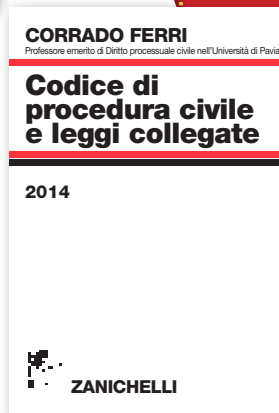 CORRADO FERRI
Professore emerito di Diritto processuale civile nell'Università di Pavia
Codice di
procedura civile
e leggi collegate
2014
ZANICHELLI